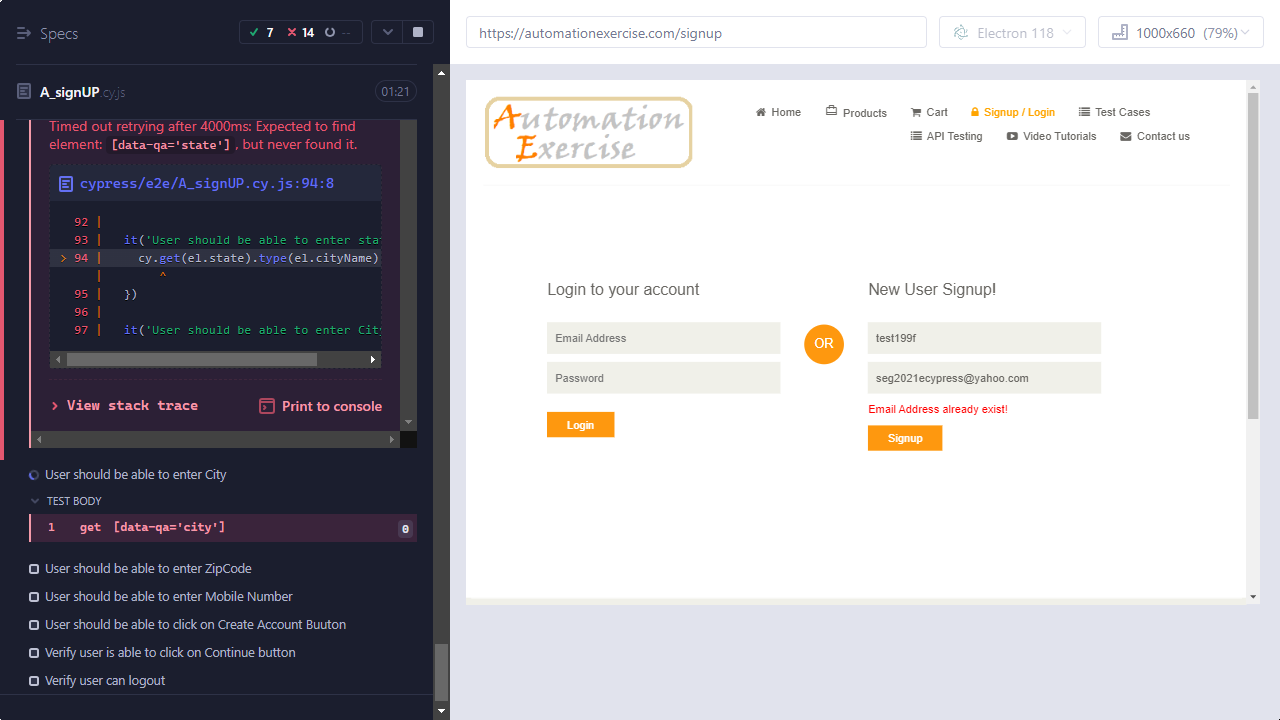 Specs
7 14 --
A_signUP.cy.js 01:21
Timed out retrying after 4000ms: Expected to find
element: [data-qa='state'], but never found it.
cypress/e2e/A_signUP.cy.js:94:8
92 |
93 | it('User should be able to enter sta
> 94 | cy.get(el.state).type(el.cityName)
| ^
95 | })
96 |
97 | it('User should be able to enter City
> View stack trace
Print to console
User should be able to enter City
TEST BODY
1 get [data-qa='city'] 0
User should be able to enter ZipCode
User should be able to enter Mobile Number
User should be able to click on Create Account Buuton
Verify user is able to click on Continue button
Verify user can logout
https://automationexercise.com/signup
Electron 118
1000x660 (79%)
Automation
Exercise
Home
Products
Cart
Signup / Login
Test Cases
API Testing
Video Tutorials
Contact us
Login to your account
Email Address
Password
Login
OR
New User Signup!
test199f
seg2021ecypress@yahoo.com
Email Address already exist!
Signup